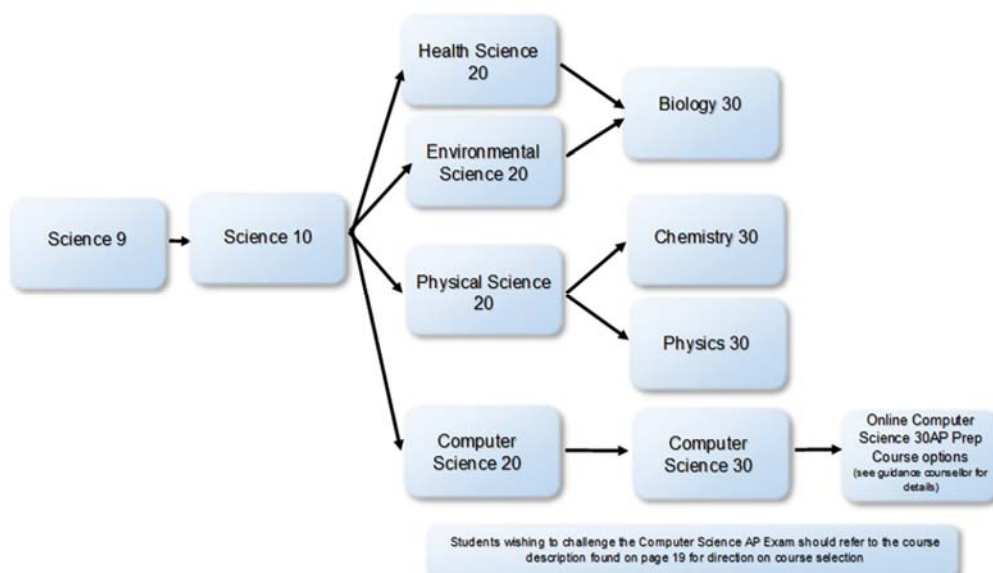 Health Science
20
Biology 30
Environmental
Science 20
Science 9
Science 10
Chemistry 30
Physical Science
20
Physics 30
Computer
Science 20
Computer
Science 30
Online Computer
Science 30AP Prep
Course options
(see guidance counsellor for
details)
Students wishing to challenge the Computer Science AP Exam should refer to the course
description found on page 19 for direction on course selection